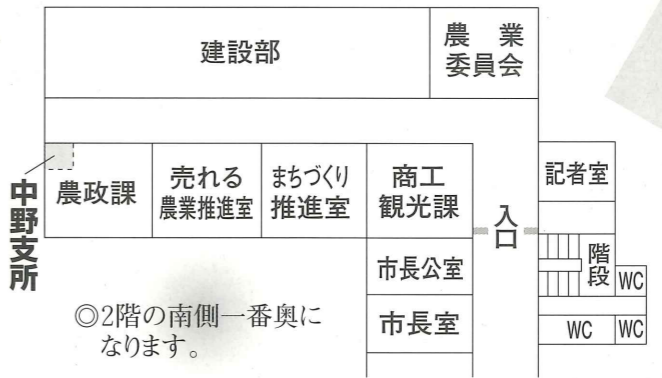 建設部
農業
委員会
中野支所
農政課
売れる
農業推進室
まちづくり
推進室
商工
観光課
入口
記者室
階段
WC
WC
WC
市長公室
市長室
◎2階の南側一番奥に
なります。